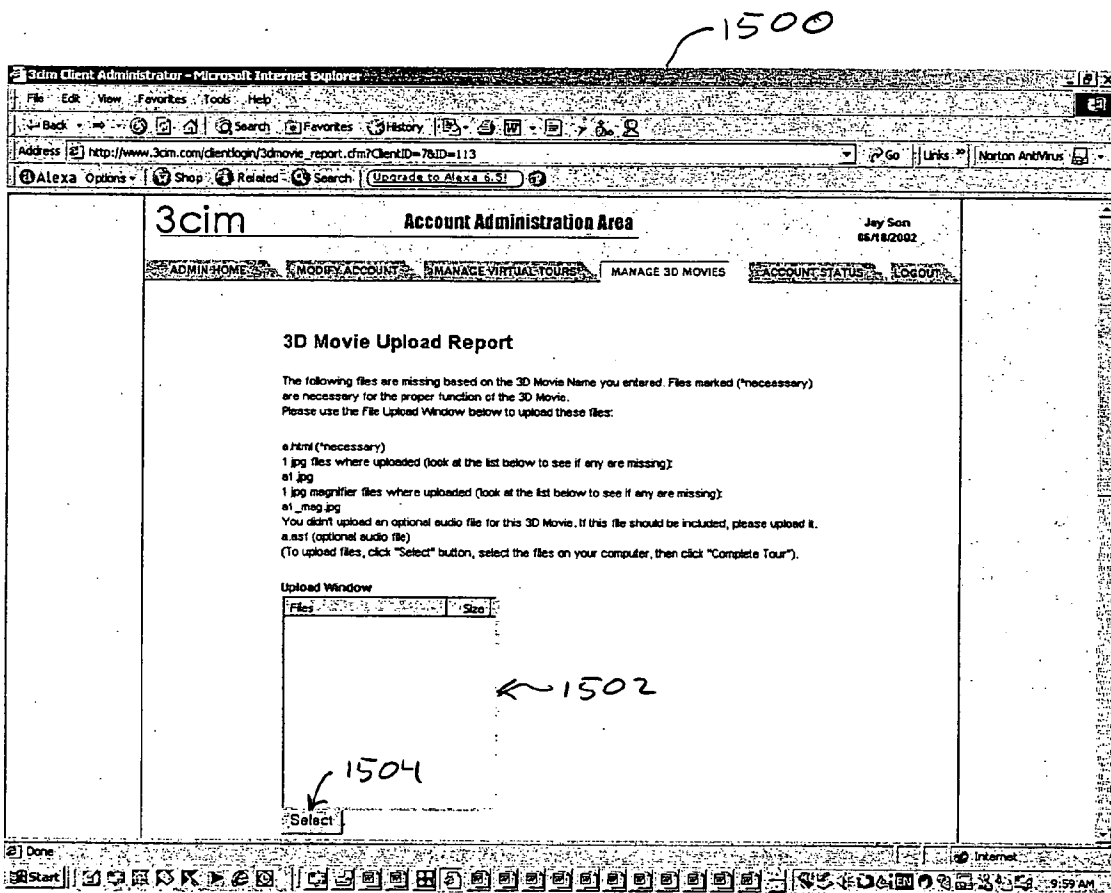 1500
3cim Client Administrator - Microsoft Internet Explorer
File Edit View Favorites Tools Help
Back Search Favorites History
Address http://www.3cim.com/clientlogin/3dmovie_report.cfm?ClientID=7&ID=113 Go Links » Norton AntiVirus
Alexa Options Shop Related Search Upgrade to Alexa 6.5!
3cim Account Administration Area Jay Son
06/18/2002
ADMIN HOME MODIFY ACCOUNT MANAGE VIRTUAL TOURS MANAGE 3D MOVIES ACCOUNT STATUS LOGOUT
3D Movie Upload Report
The following files are missing based on the 3D Movie Name you entered. Files marked (*necessary)
are necessary for the proper function of the 3D Movie.
Please use the File Upload Window below to upload these files:
a.html (*necessary)
1 jpg files where uploaded (look at the list below to see if any are missing):
a1.jpg
1 jpg magnifier files where uploaded (look at the list below to see if any are missing):
a1_mag.jpg
You didn't upload an optional audio file for this 3D Movie. If this file should be included, please upload it.
a.asf (optional audio file)
(To upload files, click "Select" button, select the files on your computer, then click "Complete Tour").
Upload Window
Files Size
1502
1504
Select
Done Internet
Start EN 9:59 AM